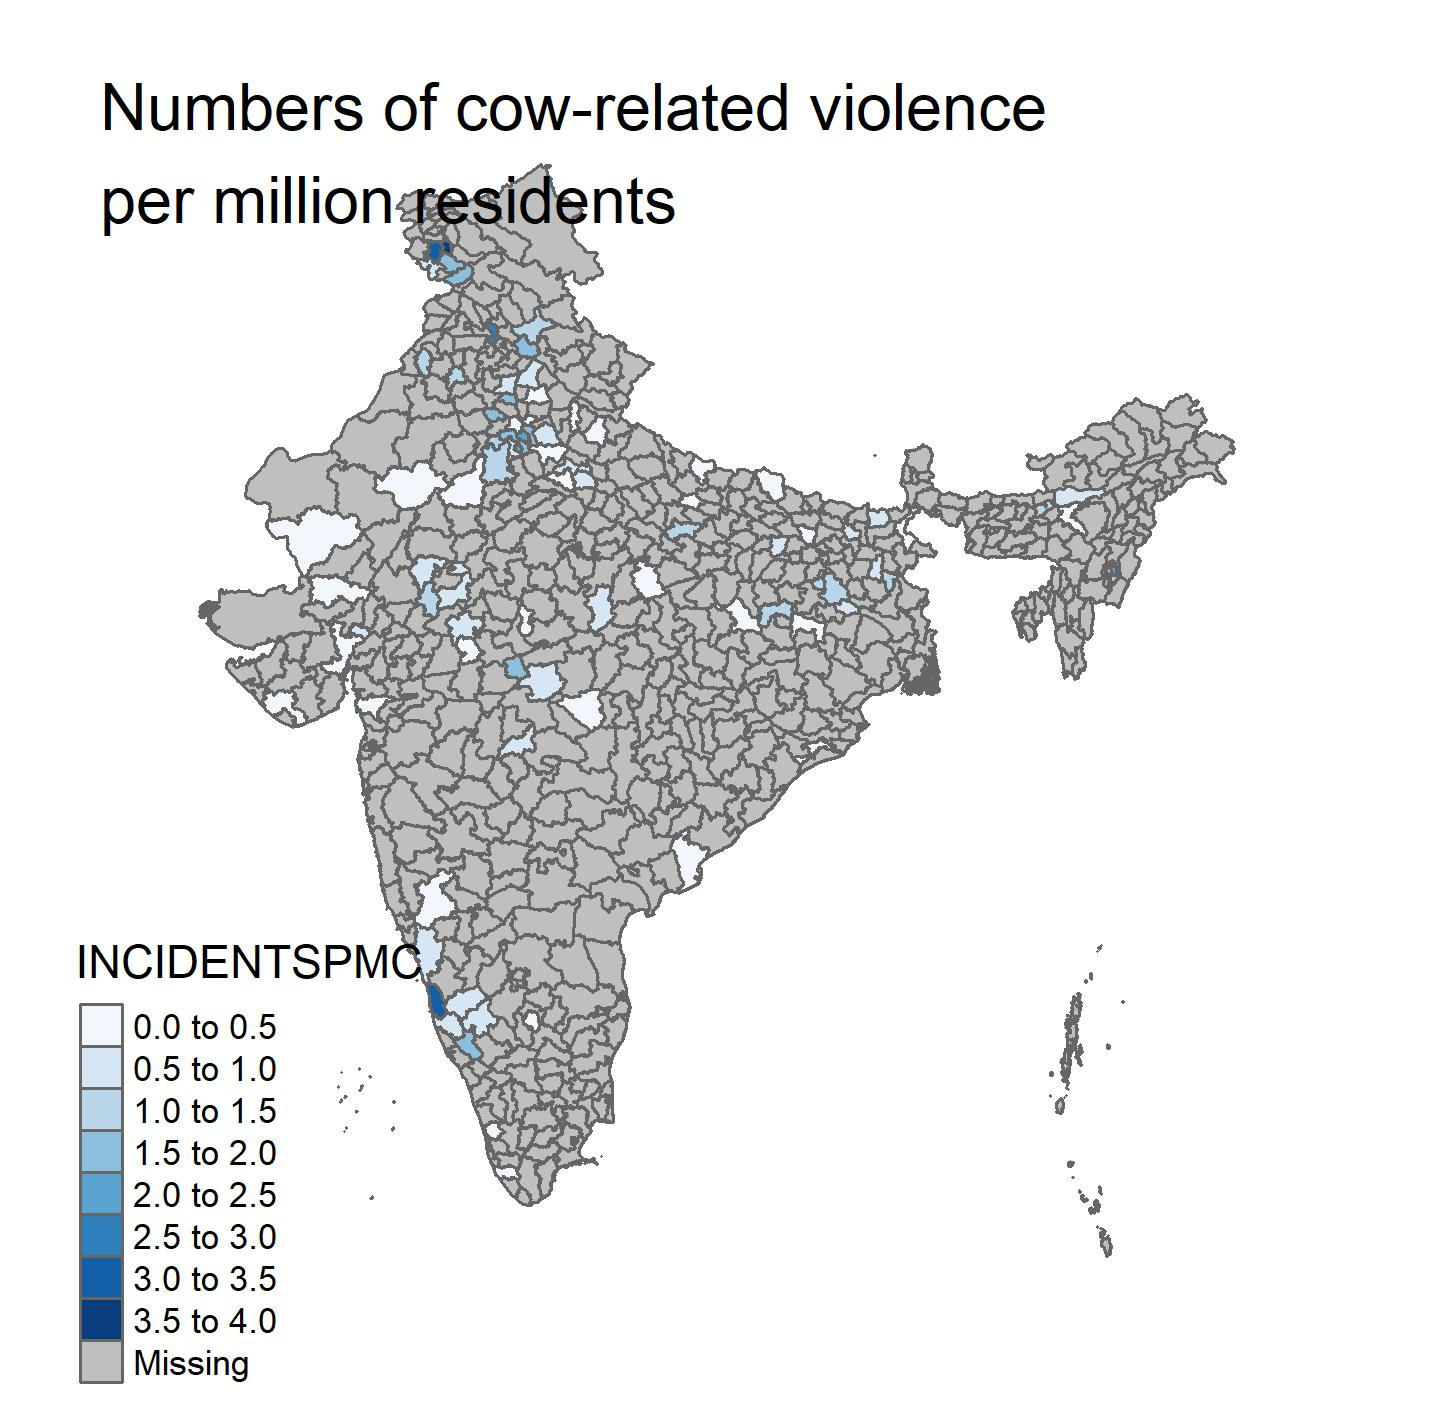 Numbers of cow-related violence
per million residents
INCIDENTSPMC
0.0 to 0.5
0.5 to 1.0
1.0 to 1.5
1.5 to 2.0
2.0 to 2.5
2.5 to 3.0
3.0 to 3.5
3.5 to 4.0
Missing